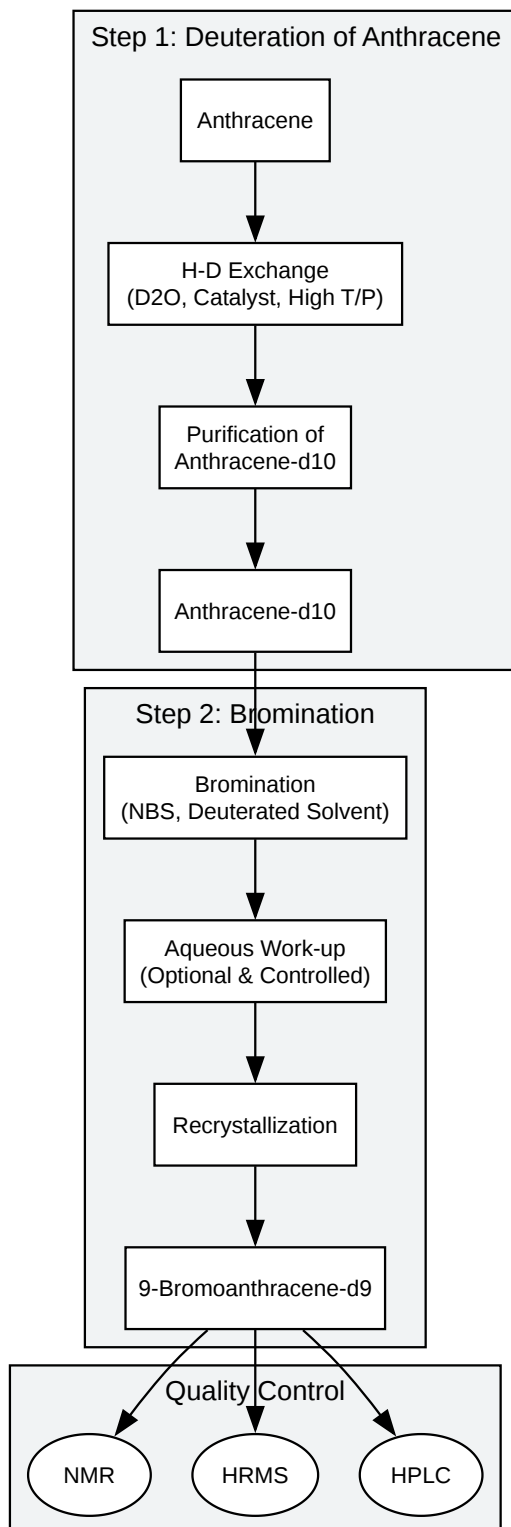 Step 1: Deuteration of Anthracene
Anthracene
H-D Exchange
(D2O, Catalyst, High T/P)
Purification of
Anthracene-d10
Anthracene-d10
Step 2: Bromination
Bromination
(NBS, Deuterated Solvent)
Aqueous Work-up
(Optional & Controlled)
Recrystallization
9-Bromoanthracene-d9
Quality Control
NMR
HRMS
HPLC